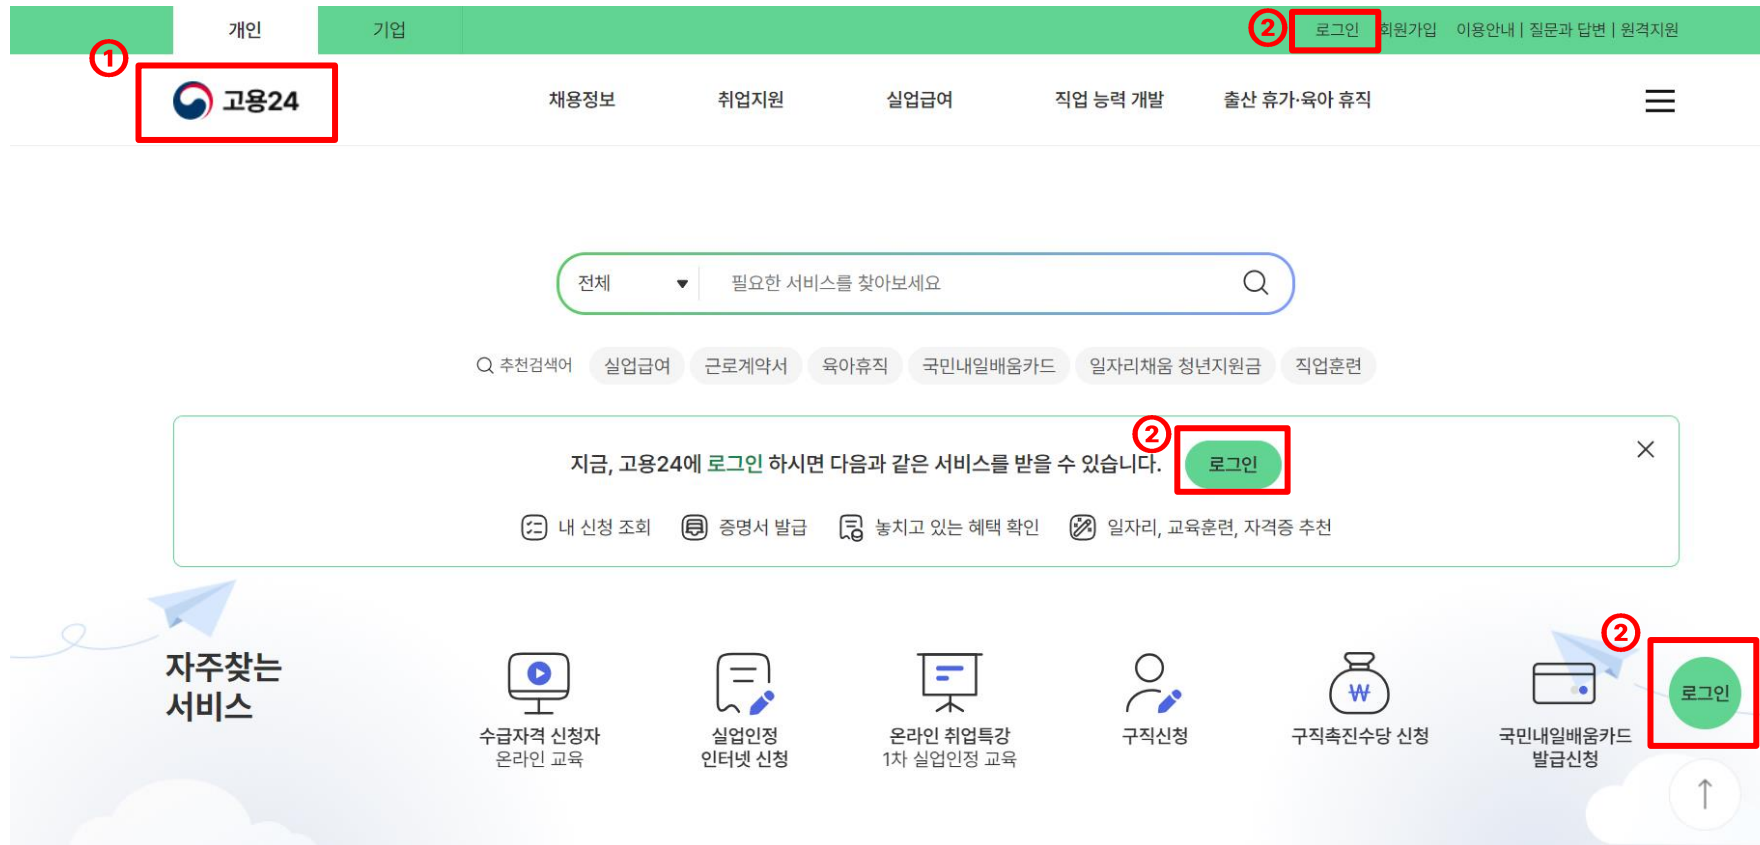 개인
기업
② 로그인 회원가입 이용안내 | 질문과 답변 | 원격지원
①
고용24
채용정보
취업지원
실업급여
직업 능력 개발
출산 휴가·육아 휴직
전체 ▼ 필요한 서비스를 찾아보세요
추천검색어 실업급여 근로계약서 육아휴직 국민내일배움카드 일자리채움 청년지원금 직업훈련
②
지금, 고용24에 로그인 하시면 다음과 같은 서비스를 받을 수 있습니다. 로그인
내 신청 조회 증명서 발급 놓치고 있는 혜택 확인 일자리, 교육훈련, 자격증 추천
자주찾는
서비스
수급자격 신청자
온라인 교육
실업인정
인터넷 신청
온라인 취업특강
1차 실업인정 교육
구직신청
₩
구직촉진수당 신청
국민내일배움카드
발급신청
②
로그인